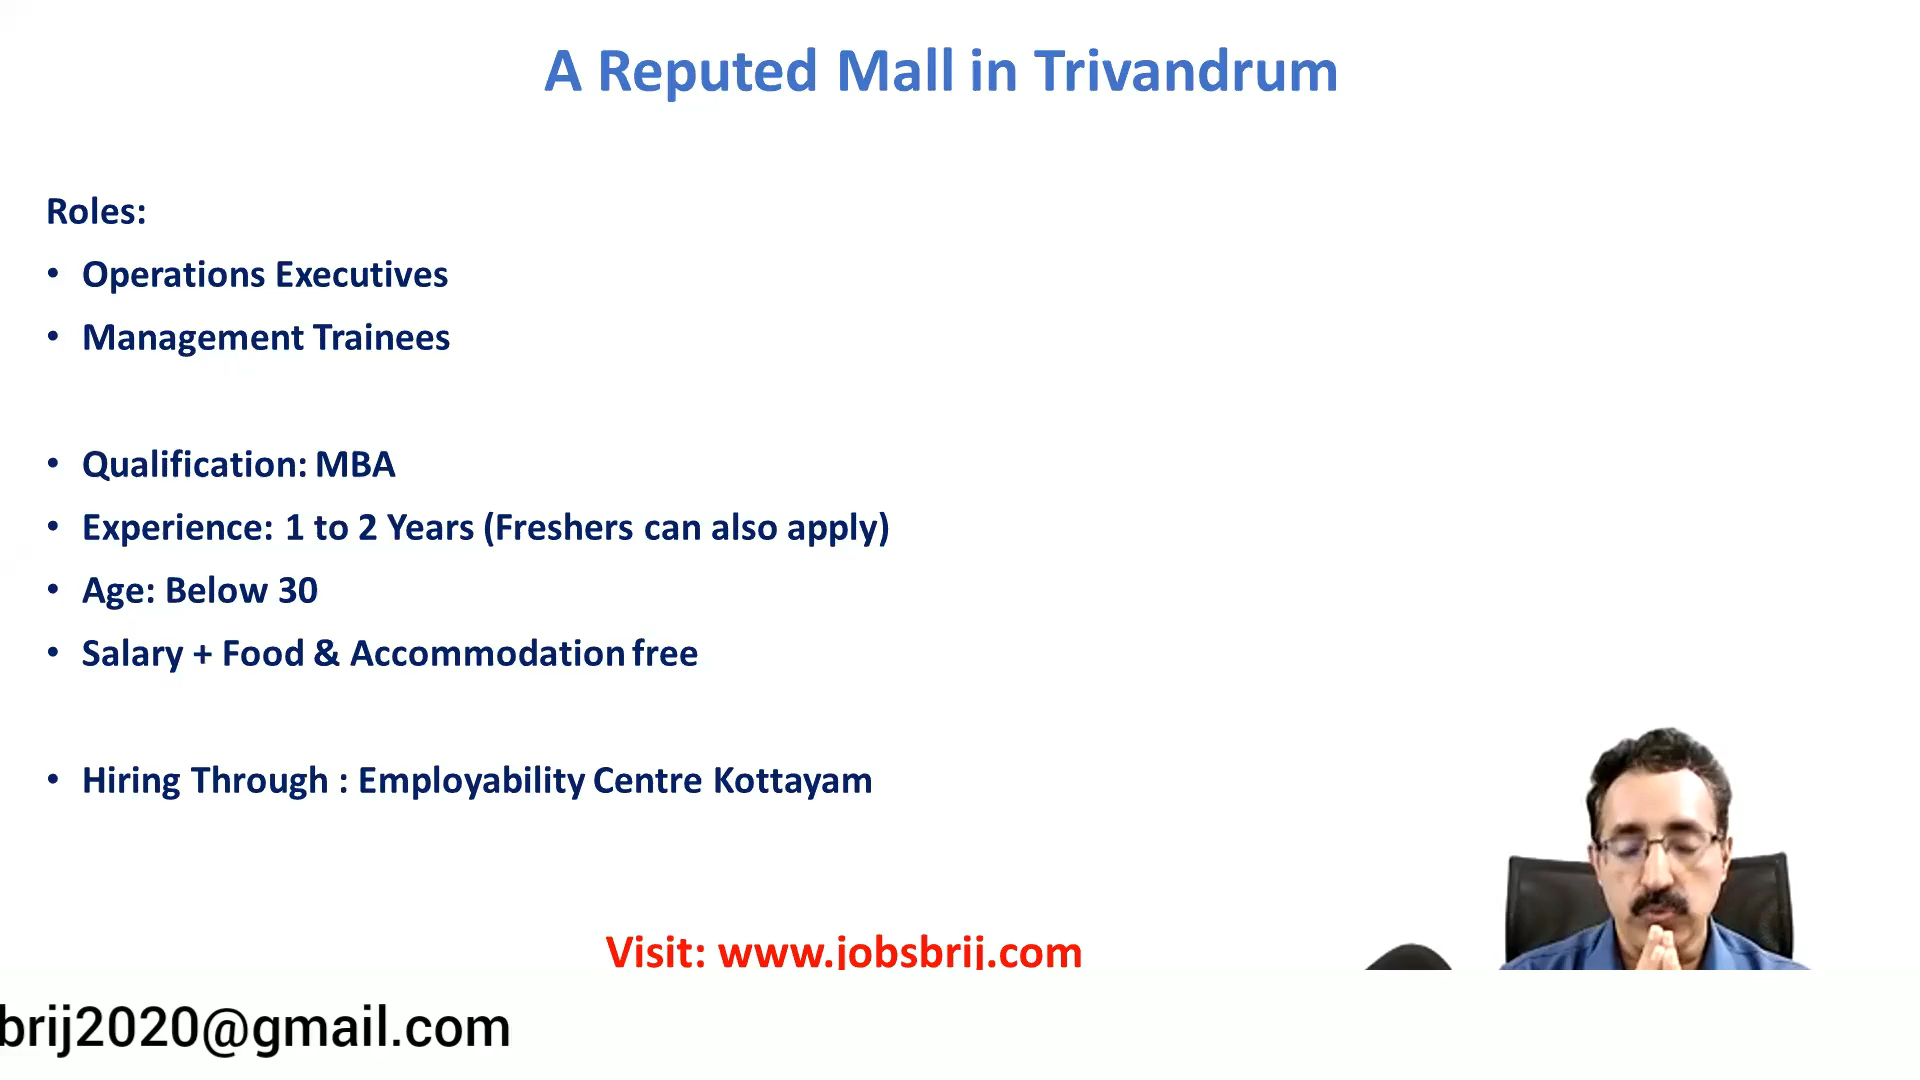 A Reputed Mall in Trivandrum
Roles:
• Operations Executives
• Management Trainees
• Qualification: MBA
• Experience: 1 to 2 Years (Freshers can also apply)
• Age: Below 30
• Salary + Food & Accommodation free
• Hiring Through : Employability Centre Kottayam
Visit: www.jobsbrij.com
brij2020@gmail.com